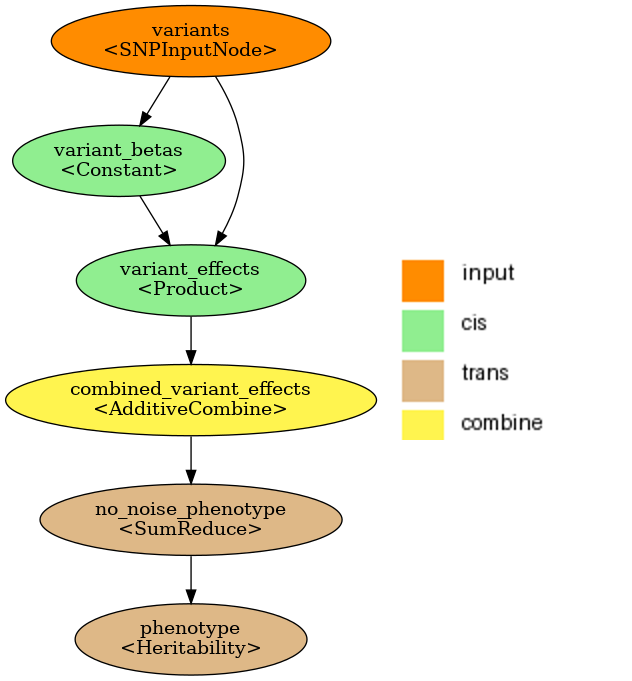 variants
<SNPInputNode>
variant_betas
<Constant>
variant_effects
<Product>
combined_variant_effects
<AdditiveCombine>
no_noise_phenotype
<SumReduce>
phenotype
<Heritability>
input
cis
trans
combine